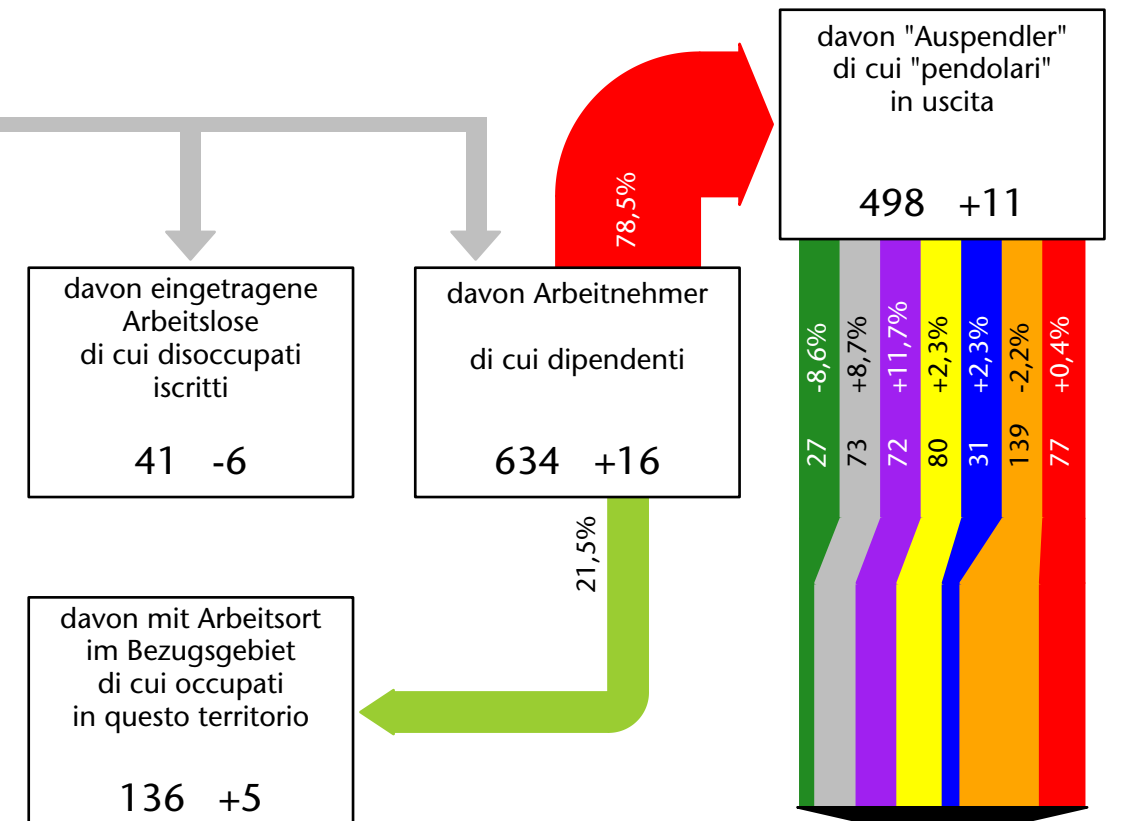 davon "Auspendler"
di cui "pendolari"
in uscita
498 +11
78,5%
davon eingetragene
Arbeitslose
di cui disoccupati
iscritti
41 -6
davon Arbeitnehmer
di cui dipendenti
634 +16
27 -8,6%
73 +8,7%
72 +11,7%
80 +2,3%
31 +2,3%
139 -2,2%
77 +0,4%
21,5%
davon mit Arbeitsort
im Bezugsgebiet
di cui occupati
in questo territorio
136 +5